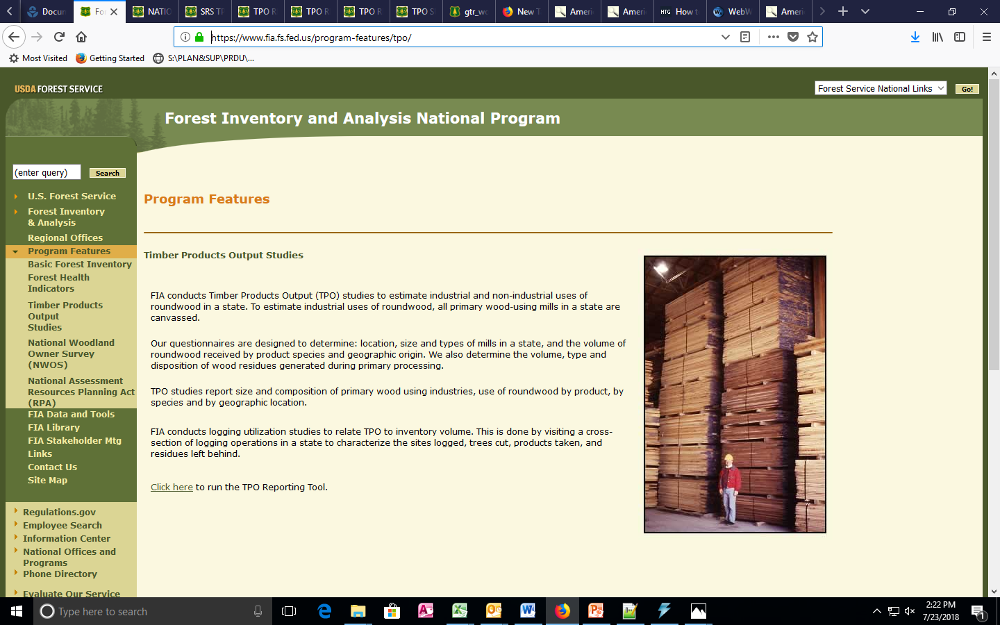 Docum
Fo
NATIO
SRS TP
TPO R
TPO R
TPO R
TPO S
gtr_wo
New T
Ameri
Ameri
HTG How t
WebW
Ameri
https://www.fia.fs.fed.us/program-features/tpo/
Most Visited
Getting Started
S:\PLAN&SUP\PRDU\...
USDA FOREST SERVICE
Forest Service National Links
Go!
Forest Inventory and Analysis National Program
(enter query)
Search
U.S. Forest Service
Forest Inventory
& Analysis
Regional Offices
Program Features
Basic Forest Inventory
Forest Health
Indicators
Timber Products
Output
Studies
National Woodland
Owner Survey
(NWOS)
National Assessment
Resources Planning Act
(RPA)
FIA Data and Tools
FIA Library
FIA Stakeholder Mtg
Links
Contact Us
Site Map
Regulations.gov
Employee Search
Information Center
National Offices and
Programs
Phone Directory
Evaluate Our Service
Program Features
Timber Products Output Studies
FIA conducts Timber Products Output (TPO) studies to estimate industrial and non-industrial uses of
roundwood in a state. To estimate industrial uses of roundwood, all primary wood-using mills in a state are
canvassed.
Our questionnaires are designed to determine: location, size and types of mills in a state, and the volume of
roundwood received by product species and geographic origin. We also determine the volume, type and
disposition of wood residues generated during primary processing.
TPO studies report size and composition of primary wood using industries, use of roundwood by product, by
species and by geographic location.
FIA conducts logging utilization studies to relate TPO to inventory volume. This is done by visiting a cross-
section of logging operations in a state to characterize the sites logged, trees cut, products taken, and
residues left behind.
Click here to run the TPO Reporting Tool.
Type here to search
2:22 PM
7/23/2018
1